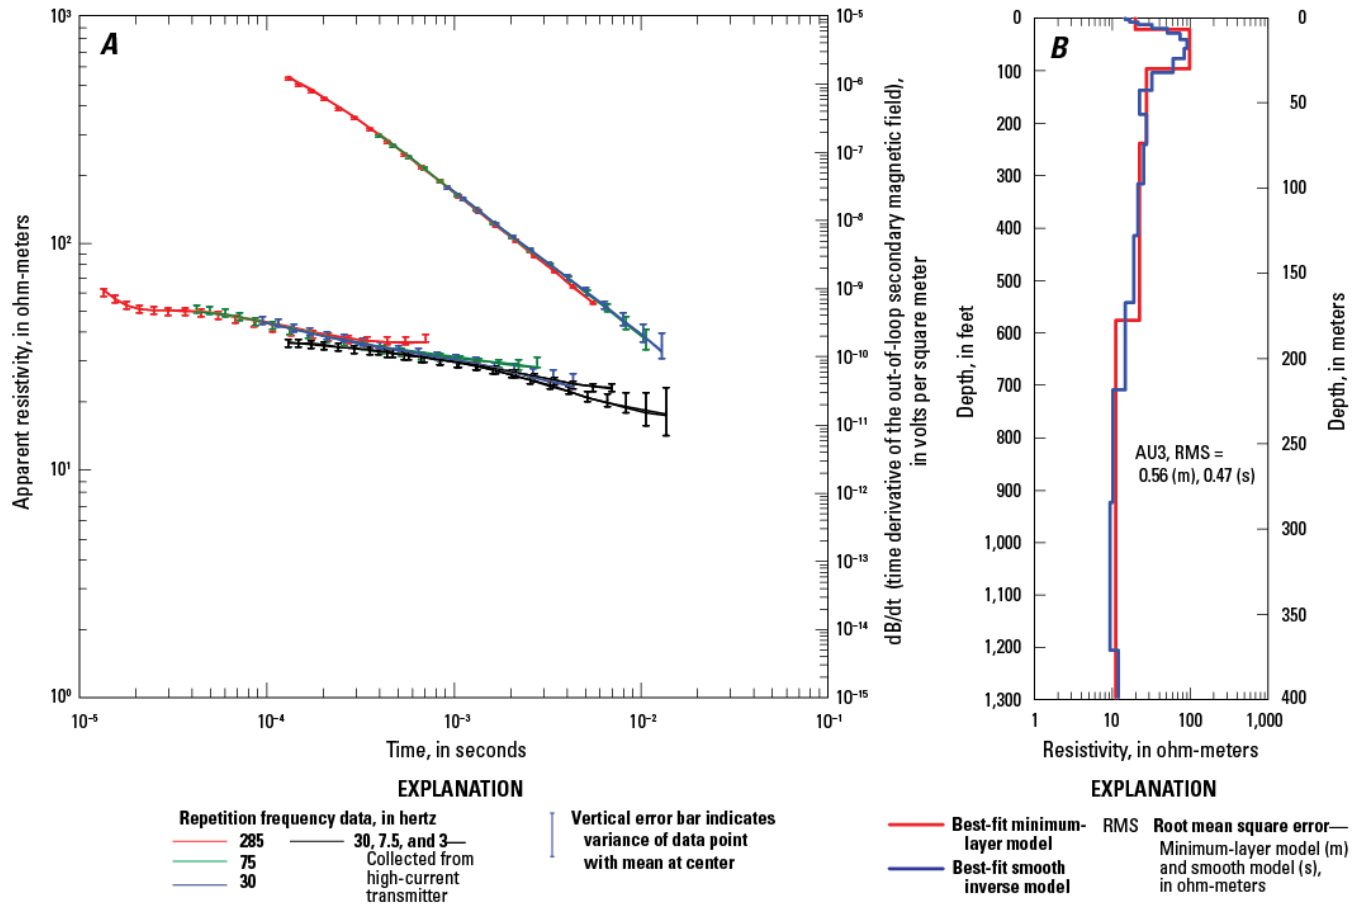 A
10³
10²
10¹
10⁰
Apparent resistivity, in ohm-meters
10⁻⁵
10⁻⁴
10⁻³
10⁻²
10⁻¹
Time, in seconds
10⁻⁵
10⁻⁶
10⁻⁷
10⁻⁸
10⁻⁹
10⁻¹⁰
10⁻¹¹
10⁻¹²
10⁻¹³
10⁻¹⁴
10⁻¹⁵
dB/dt (time derivative of the out-of-loop secondary magnetic field),
in volts per square meter
EXPLANATION
Repetition frequency data, in hertz
285
75
30
30, 7.5, and 3—
Collected from
high-current
transmitter
Vertical error bar indicates
variance of data point
with mean at center
B
0
100
200
300
400
500
600
700
800
900
1,000
1,100
1,200
1,300
Depth, in feet
0
50
100
150
200
250
300
350
400
Depth, in meters
AU3, RMS =
0.56 (m), 0.47 (s)
1
10
100
1,000
Resistivity, in ohm-meters
EXPLANATION
Best-fit minimum-
layer model
Best-fit smooth
inverse model
RMS Root mean square error—
Minimum-layer model (m)
and smooth model (s),
in ohm-meters